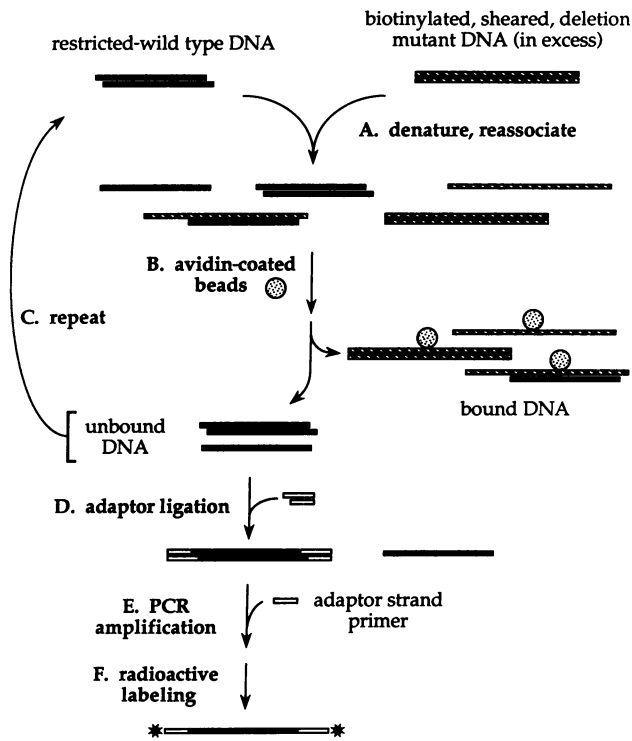 restricted-wild type DNA
biotinylated, sheared, deletion
mutant DNA (in excess)
A. denature, reassociate
B. avidin-coated
beads
C. repeat
bound DNA
unbound
DNA
D. adaptor ligation
E. PCR
amplification
adaptor strand
primer
F. radioactive
labeling